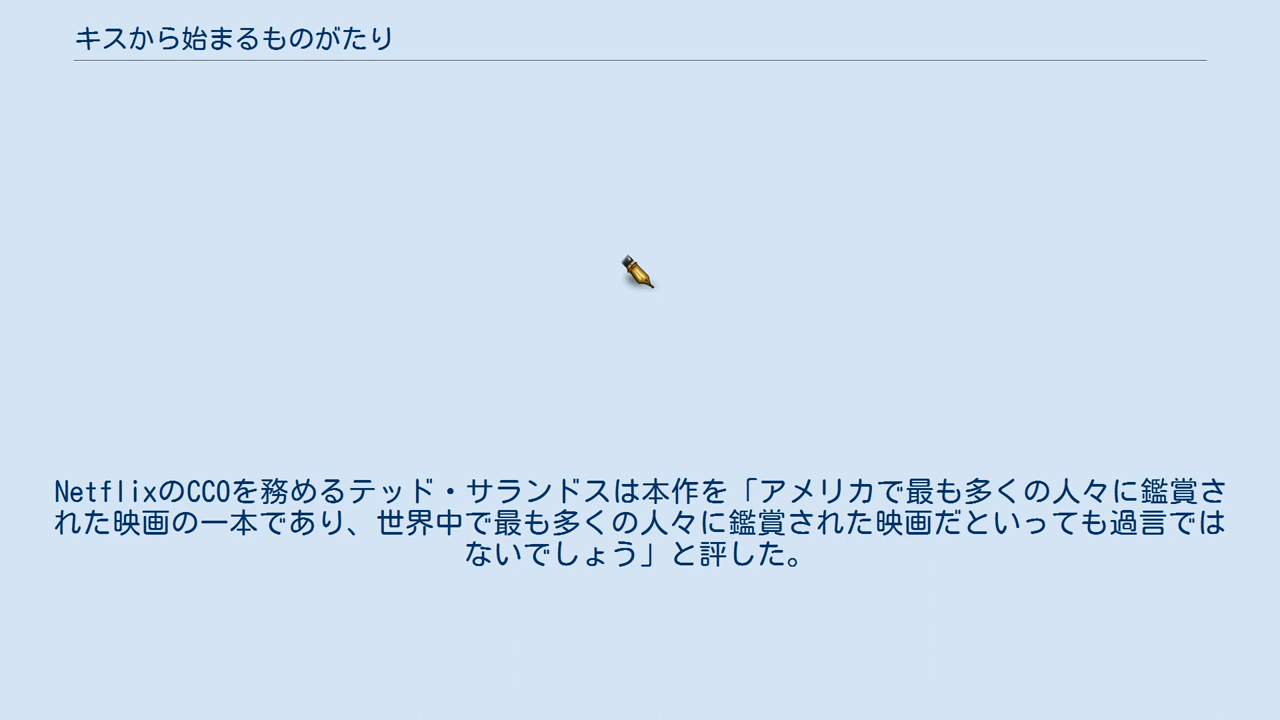 キスから始まるものがたり
NetflixのCCOを務めるテッド・サランドスは本作を「アメリカで最も多くの人々に鑑賞さ
れた映画の一本であり、世界中で最も多くの人々に鑑賞された映画だといっても過言では
ないでしょう」と評した。